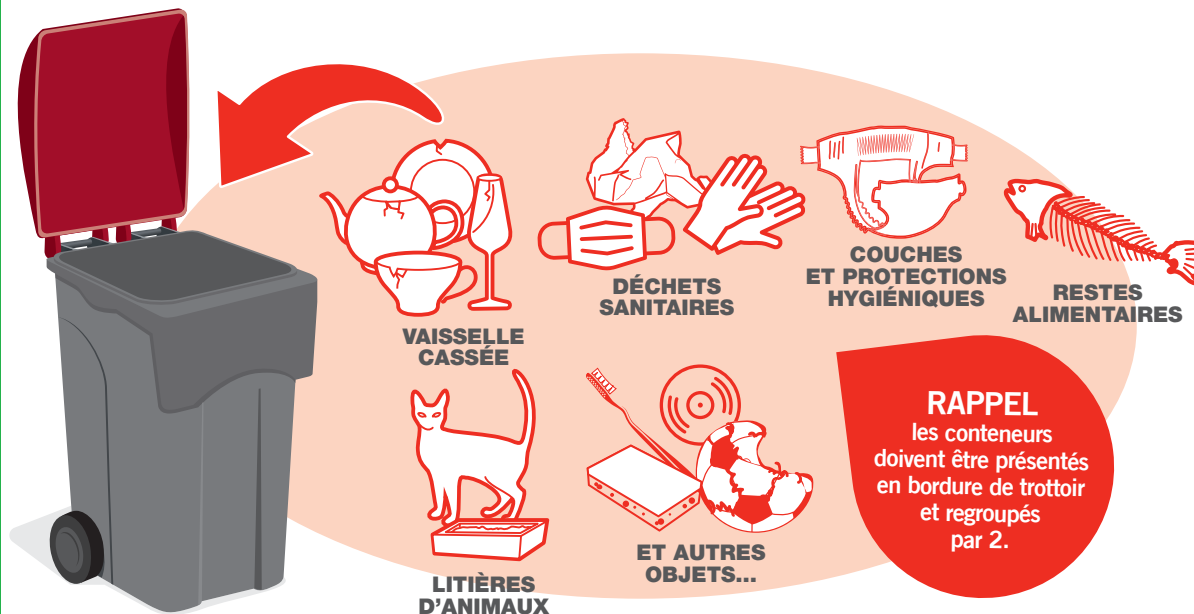 VAISSELLE
CASSÉE
DÉCHETS
SANITAIRES
COUCHES
ET PROTECTIONS
HYGIÉNIQUES
RESTES
ALIMENTAIRES
LITIÈRES
D'ANIMAUX
ET AUTRES
OBJETS...
RAPPEL
les conteneurs
doivent être présentés
en bordure de trottoir
et regroupés
par 2.